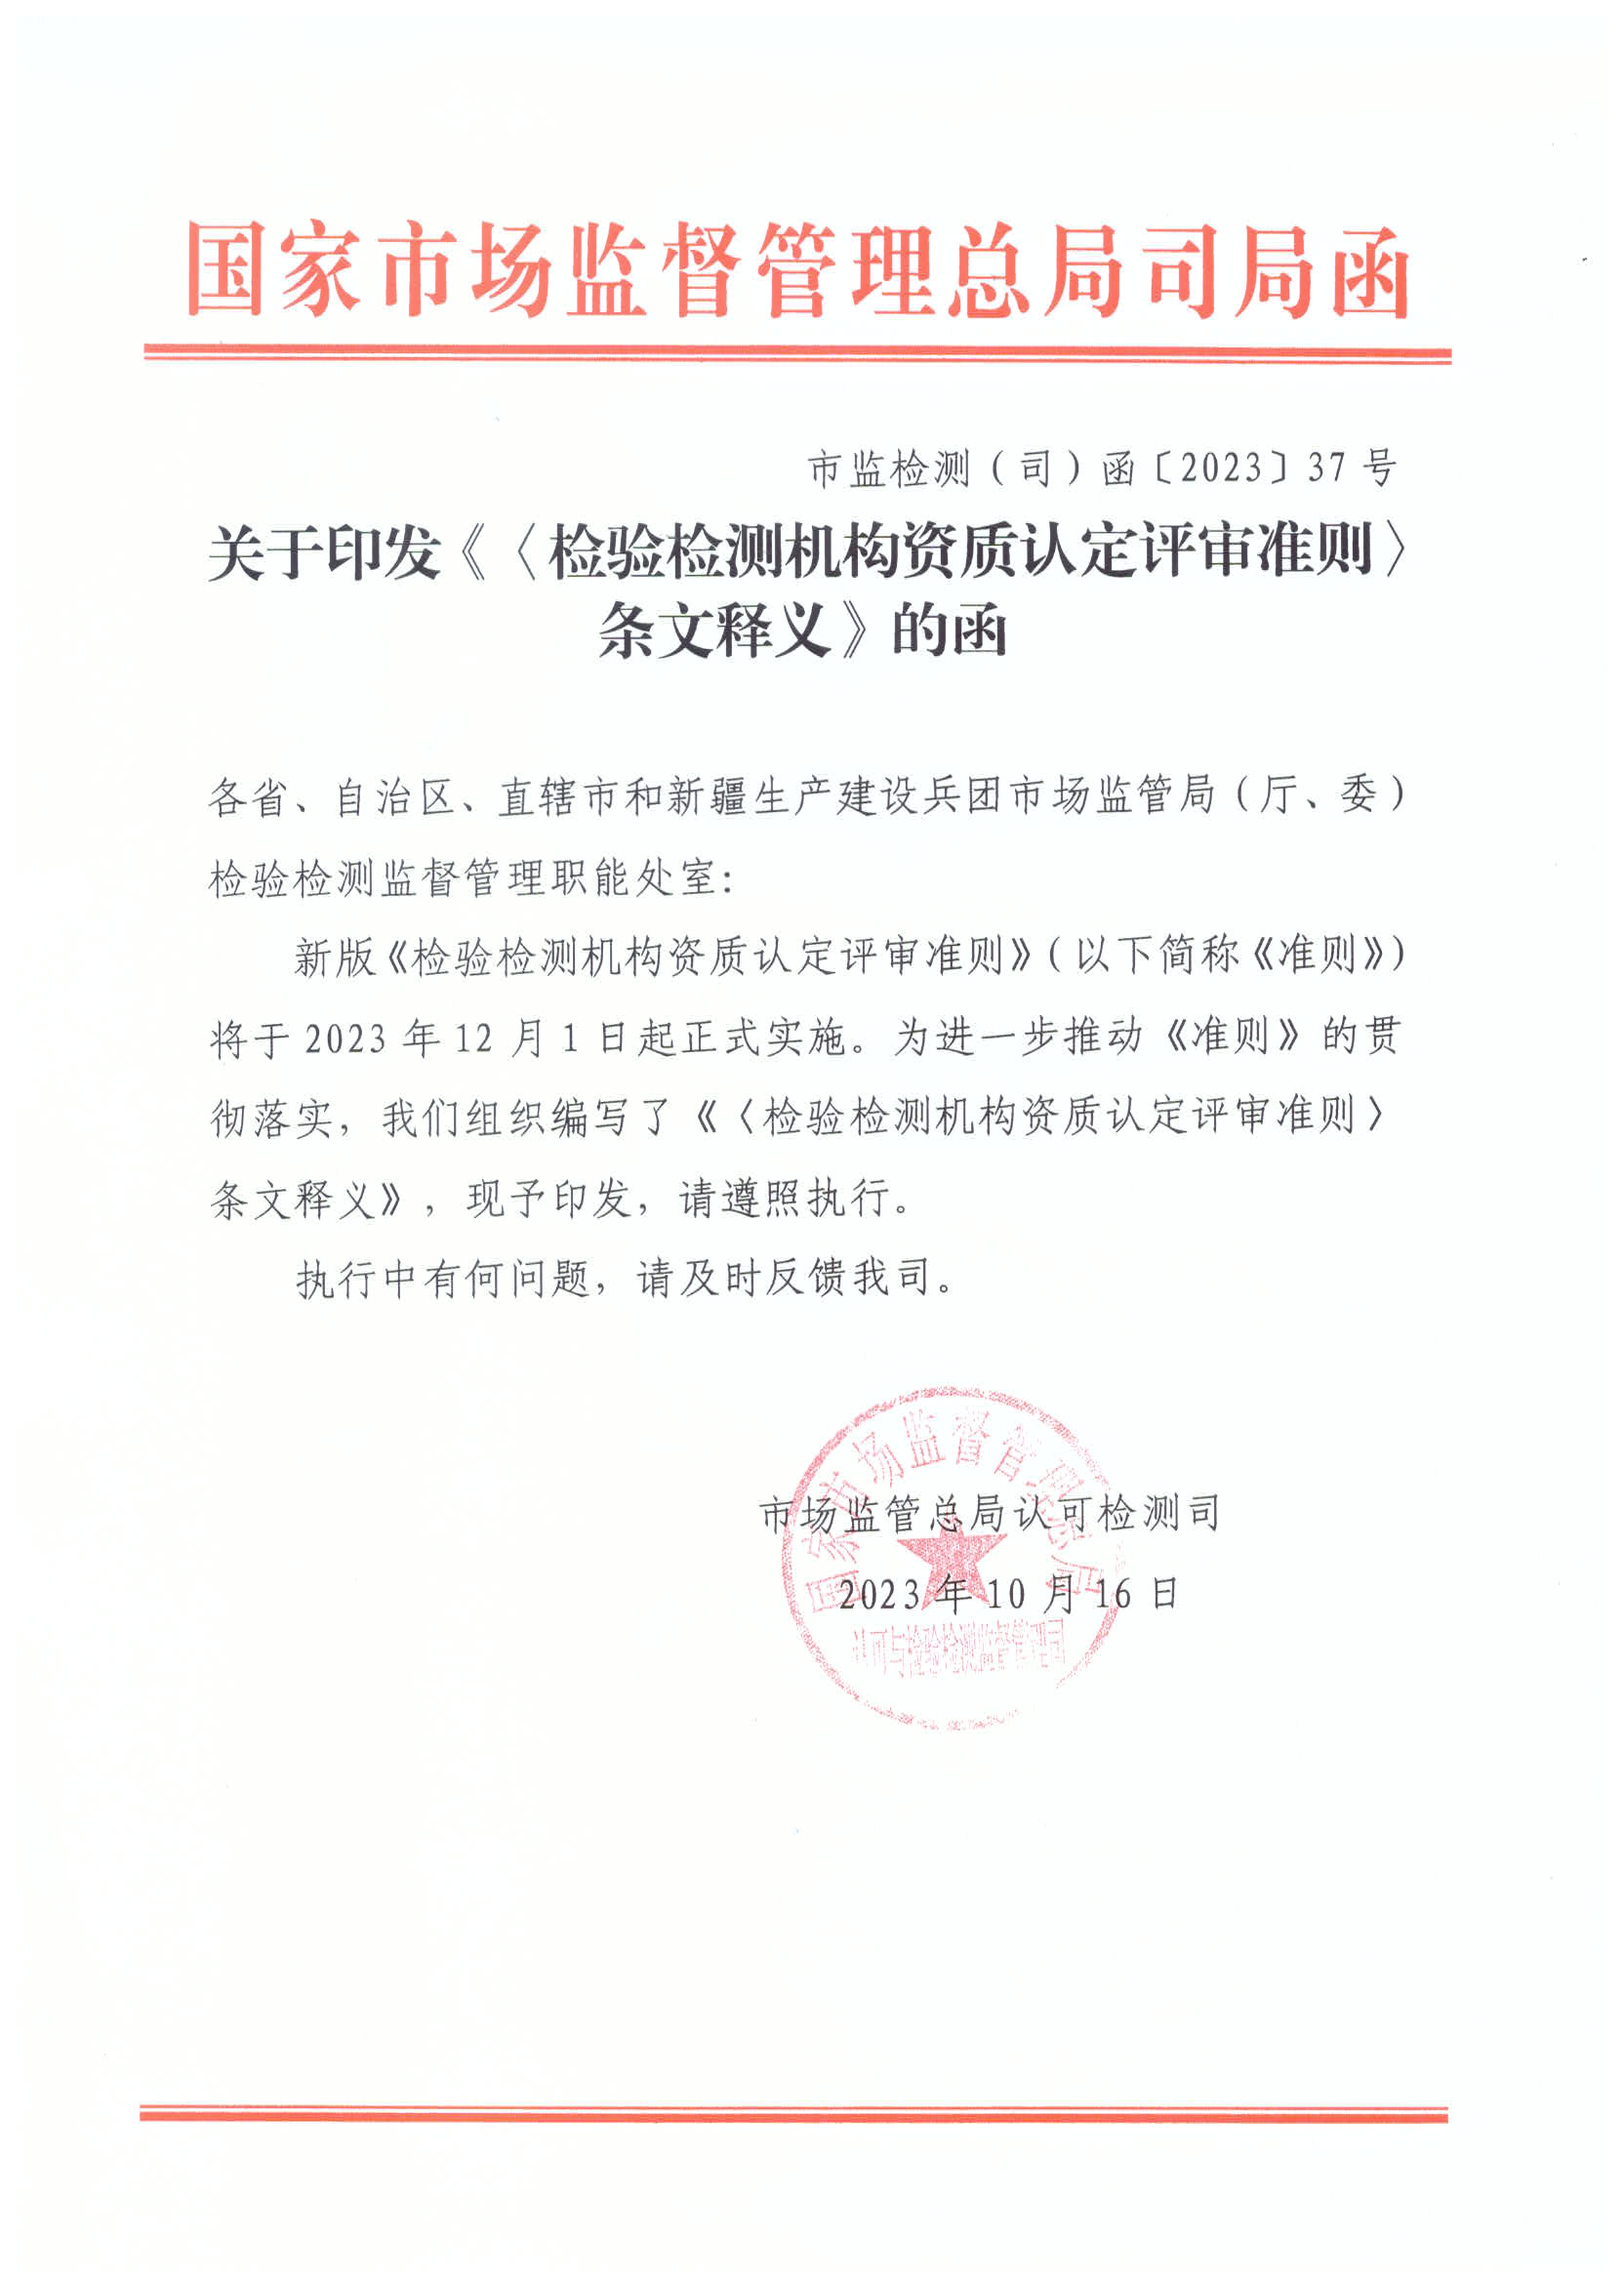 国家市场监督管理总局司局函
市监检测（司）函〔2023〕37 号
关于印发《〈检验检测机构资质认定评审准则〉
条文释义》的函
各省、自治区、直辖市和新疆生产建设兵团市场监管局（厅、委）
检验检测监督管理职能处室：
新版《检验检测机构资质认定评审准则》（以下简称《准则》）
将于 2023 年 12 月 1 日起正式实施。为进一步推动《准则》的贯
彻落实，我们组织编写了《〈检验检测机构资质认定评审准则〉
条文释义》，现予印发，请遵照执行。
执行中有何问题，请及时反馈我司。
国家市场监督管理总局
市场监管总局认可检测司
2023 年 10 月 16 日
认可与检验检测监督管理司